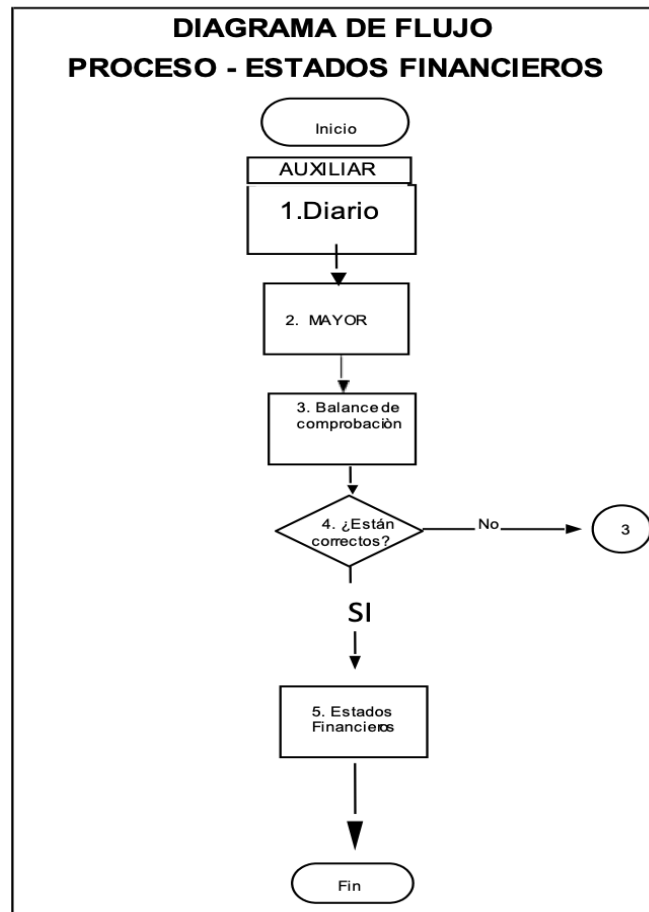 DIAGRAMA DE FLUJO
PROCESO - ESTADOS FINANCIEROS
Inicio
AUXILIAR
1.Diario
2. MAYOR
3. Balance de
comprobaciòn
4. ¿Están
correctos?
No
3
SI
5. Estados
Financieros
Fin